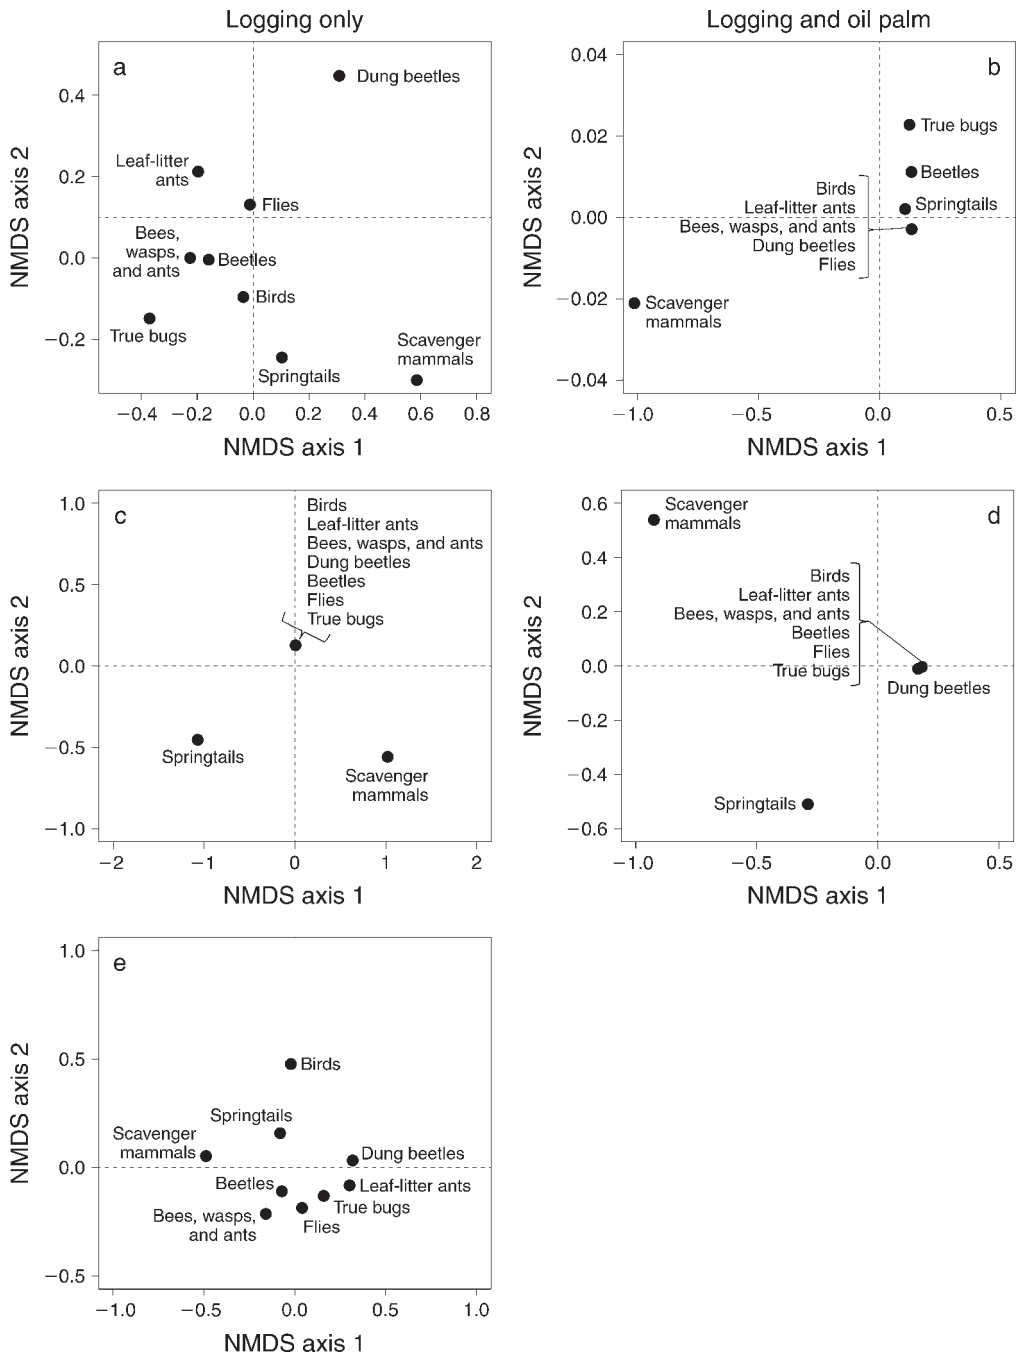 Logging only
Logging and oil palm
a
Dung beetles
Leaf-litter
ants
Flies
Bees,
wasps,
and ants
Beetles
Birds
True bugs
Scavenger
mammals
Springtails
0.4
0.2
0.0
−0.2
−0.4
−0.2
0.0
0.2
0.4
0.6
0.8
NMDS axis 2
NMDS axis 1
b
True bugs
Beetles
Springtails
Birds
Leaf-litter ants
Bees, wasps, and ants
Dung beetles
Flies
Scavenger
mammals
0.04
0.02
0.00
−0.02
−0.04
−1.0
−0.5
0.0
0.5
NMDS axis 2
NMDS axis 1
c
Birds
Leaf-litter ants
Bees, wasps, and ants
Dung beetles
Beetles
Flies
True bugs
Springtails
Scavenger
mammals
1.0
0.5
0.0
−0.5
−1.0
−2
−1
0
1
2
NMDS axis 2
NMDS axis 1
d
Scavenger
mammals
Birds
Leaf-litter ants
Bees, wasps, and ants
Beetles
Flies
True bugs
Dung beetles
Springtails
0.6
0.4
0.2
0.0
−0.2
−0.4
−0.6
−1.0
−0.5
0.0
0.5
NMDS axis 2
NMDS axis 1
e
Birds
Springtails
Scavenger
mammals
Dung beetles
Beetles
Leaf-litter ants
True bugs
Bees, wasps,
and ants
Flies
1.0
0.5
0.0
−0.5
−1.0
−0.5
0.0
0.5
1.0
NMDS axis 2
NMDS axis 1